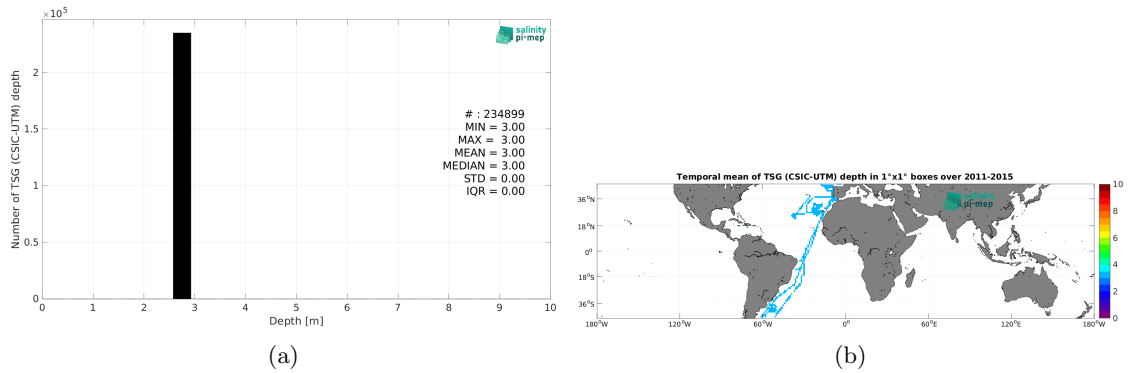 ×10⁵
salinity
pi-mep
Number of TSG (CSIC-UTM) depth
2
1.5
1
0.5
0
# : 234899
MIN = 3.00
MAX = 3.00
MEAN = 3.00
MEDIAN = 3.00
STD = 0.00
IQR = 0.00
0 1 2 3 4 5 6 7 8 9 10
Depth [m]
(a)
Temporal mean of TSG (CSIC-UTM) depth in 1°x1° boxes over 2011-2015
salinity
pi-mep
36°N
18°N
0°
18°S
36°S
180°W 120°W 60°W 0° 60°E 120°E 180°W
10
8
6
4
2
0
(b)